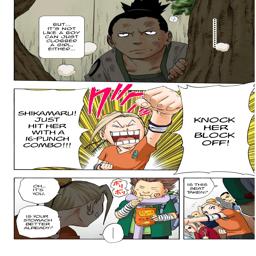 BUT...
IT'S NOT
LIKE A BOY
CAN JUST
CLOBBER
A GIRL,
EITHER...
KNOCK
HER
BLOCK
OFF!
SHIKAMARU!
JUST
HIT HER
WITH A
16-PUNCH
COMBO!!!
IS THIS
SEAT
TAKEN?
OH...
IT'S
YOU.
IS YOUR
STOMACH
BETTER
ALREADY?